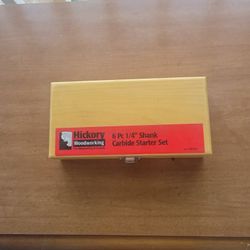 Hickory
Woodworking
6 Pc 1/4" Shank
Carbide Starter Set